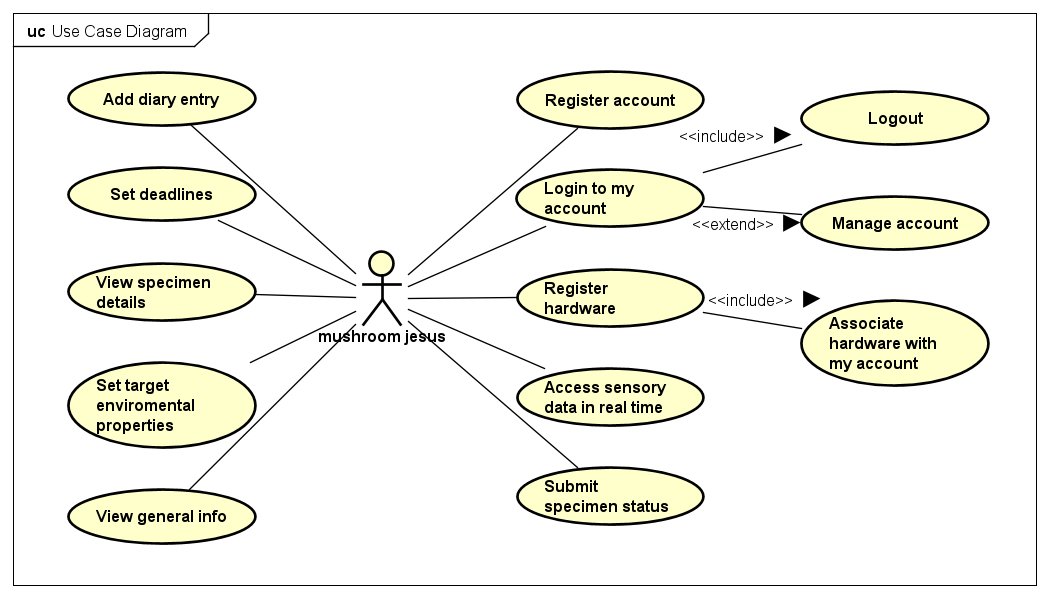 uc Use Case Diagram
Add diary entry
Set deadlines
View specimen
details
Set target
enviromental
properties
View general info
mushroom jesus
Register account
Login to my
account
Register
hardware
Access sensory
data in real time
Submit
specimen status
<<include>>
Logout
<<extend>>
Manage account
<<include>>
Associate
hardware with
my account